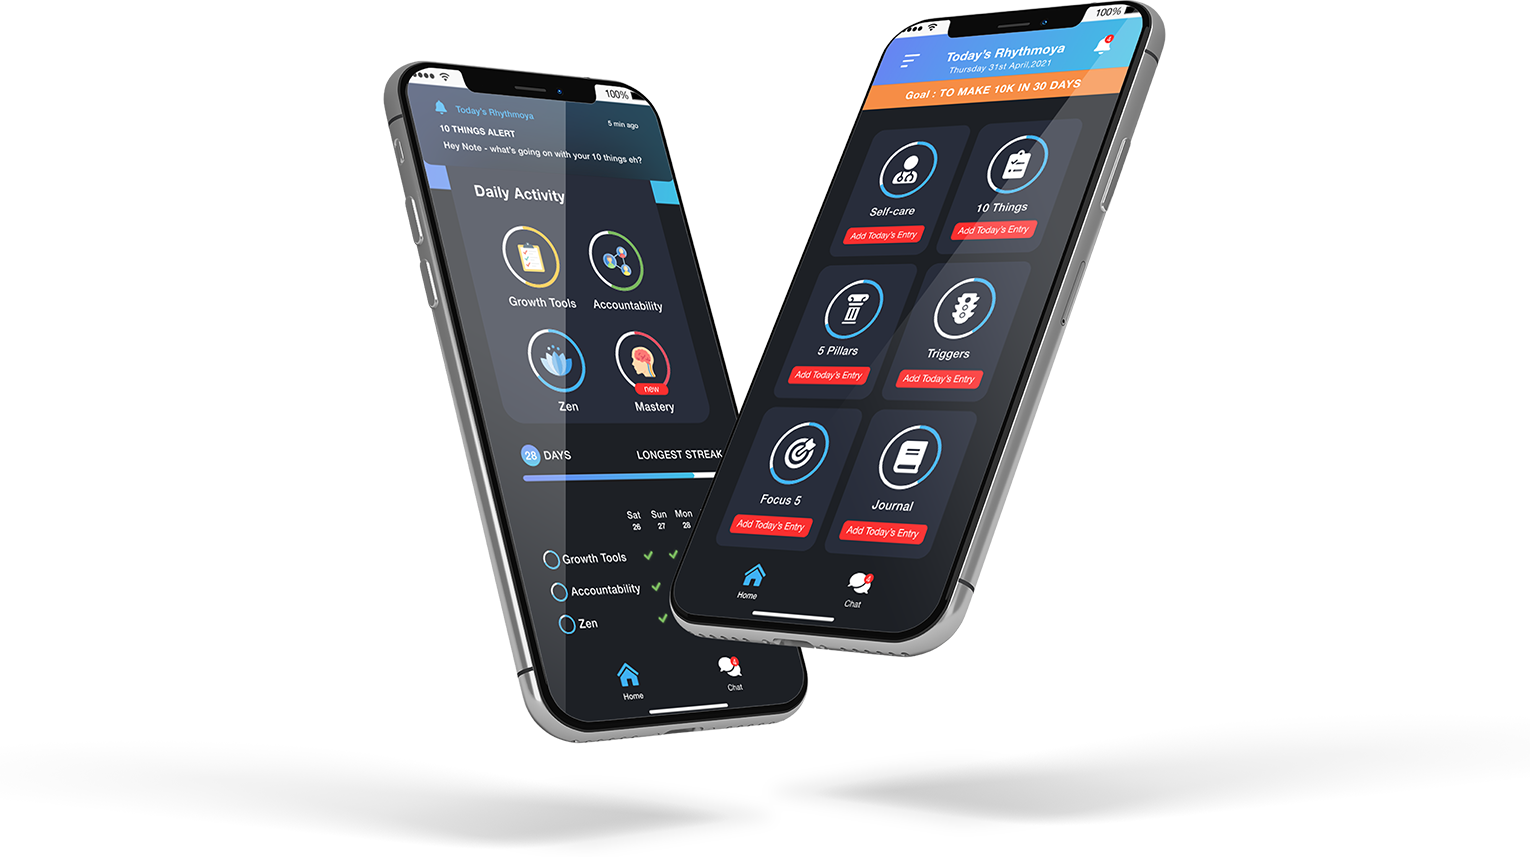 100%
Today's Rhythmoya
5 min ago
10 THINGS ALERT
Hey Note - what's going on with your 10 things eh?
Daily Activity
Growth Tools
Accountability
Zen
new
Mastery
28 DAYS
LONGEST STREAK
Sat Sun Mon
26 27 28
Growth Tools
Accountability
Zen
4
Home
Chat
100%
Today's Rhythmoya
4
Thursday 31st April,2021
Goal : TO MAKE 10K IN 30 DAYS
Self-care
Add Today's Entry
10 Things
Add Today's Entry
5 Pillars
Add Today's Entry
Triggers
Add Today's Entry
Focus 5
Add Today's Entry
Journal
Add Today's Entry
4
Home
Chat